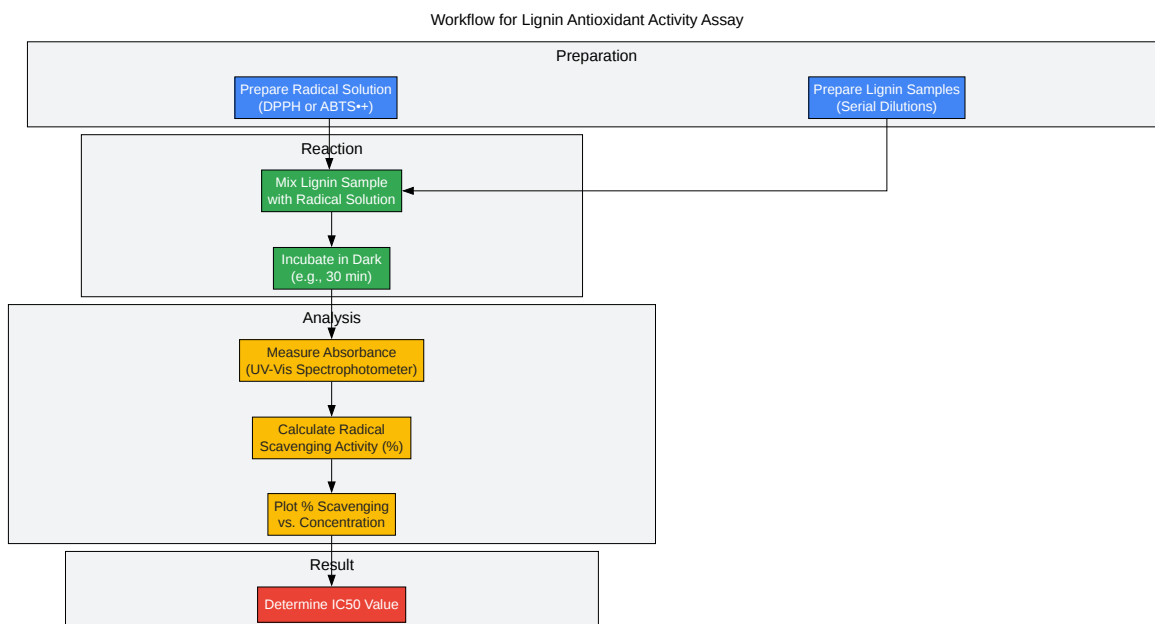 Workflow for Lignin Antioxidant Activity Assay
Preparation
Prepare Radical Solution
(DPPH or ABTS•+)
Prepare Lignin Samples
(Serial Dilutions)
Reaction
Mix Lignin Sample
with Radical Solution
Incubate in Dark
(e.g., 30 min)
Analysis
Measure Absorbance
(UV-Vis Spectrophotometer)
Calculate Radical
Scavenging Activity (%)
Plot % Scavenging
vs. Concentration
Result
Determine IC50 Value